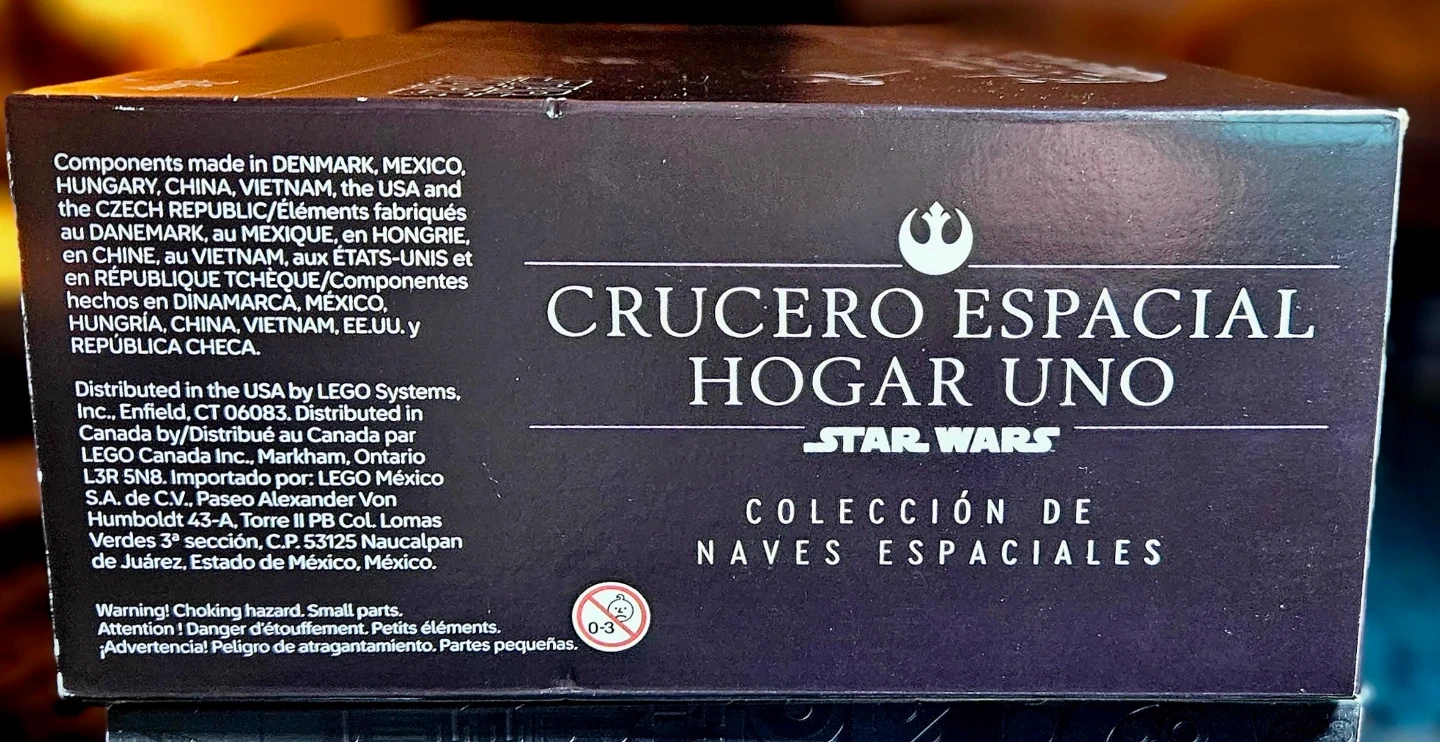 Components made in DENMARK, MEXICO,
HUNGARY, CHINA, VIETNAM, the USA and
the CZECH REPUBLIC/Éléments fabriqués
au DANEMARK, au MEXIQUE, en HONGRIE,
en CHINE, au VIETNAM, aux ÉTATS-UNIS et
en RÉPUBLIQUE TCHÈQUE/Componentes
hechos en DINAMARCA, MÉXICO,
HUNGRÍA, CHINA, VIETNAM, EE.UU. y
REPÚBLICA CHECA.
Distributed in the USA by LEGO Systems,
Inc., Enfield, CT 06083. Distributed in
Canada by/Distribué au Canada par
LEGO Canada Inc., Markham, Ontario
L3R 5N8. Importado por: LEGO México
S.A. de C.V., Paseo Alexander Von
Humboldt 43-A, Torre II PB Col. Lomas
Verdes 3ª sección, C.P. 53125 Naucalpan
de Juárez, Estado de México, México.
Warning! Choking hazard. Small parts.
Attention ! Danger d'étouffement. Petits éléments.
¡Advertencia! Peligro de atragantamiento. Partes pequeñas.
0-3
CRUCERO ESPACIAL
HOGAR UNO
STAR WARS
COLECCIÓN DE
NAVES ESPACIALES